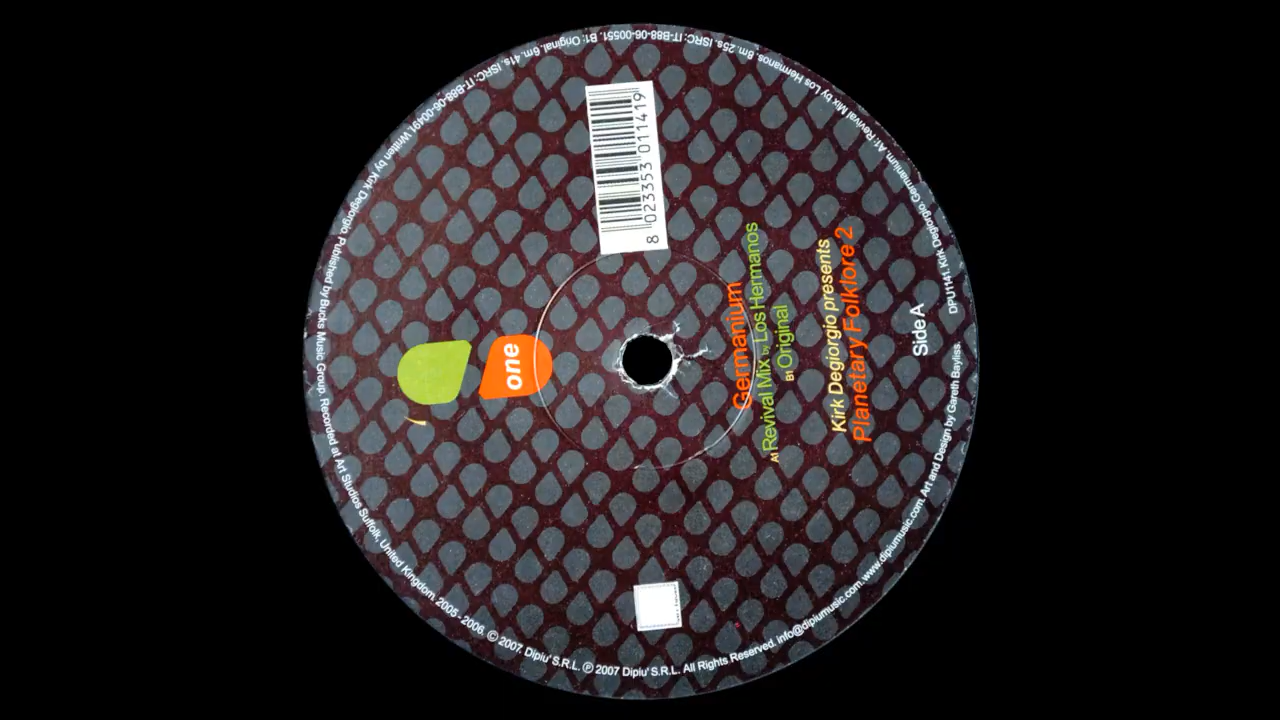 one
8 023353 011419
Kirk Degiorgio presents
Planetary Folklore 2
Germanium
A1 Revival Mix by Los Hermanos
B1 Original
Side A
DPU1141. Kirk Degiorgio Germanium. A1: Revival Mix by Los Hermanos. 8m. 25s. ISRC: IT-B88-06-00551. B1: Original. 6m. 41s. ISRC: IT-B88-06-00491. Written by Kirk Degiorgio. Published by Bucks Music Group. Recorded at Art Studios Suffolk, United Kingdom. 2005 - 2006. © 2007. Dipiu' S.R.L. ℗ 2007 Dipiu' S.R.L. All Rights Reserved. info@dipiumusic.com. www.dipiumusic.com. Art and Design by Gareth Bayliss.